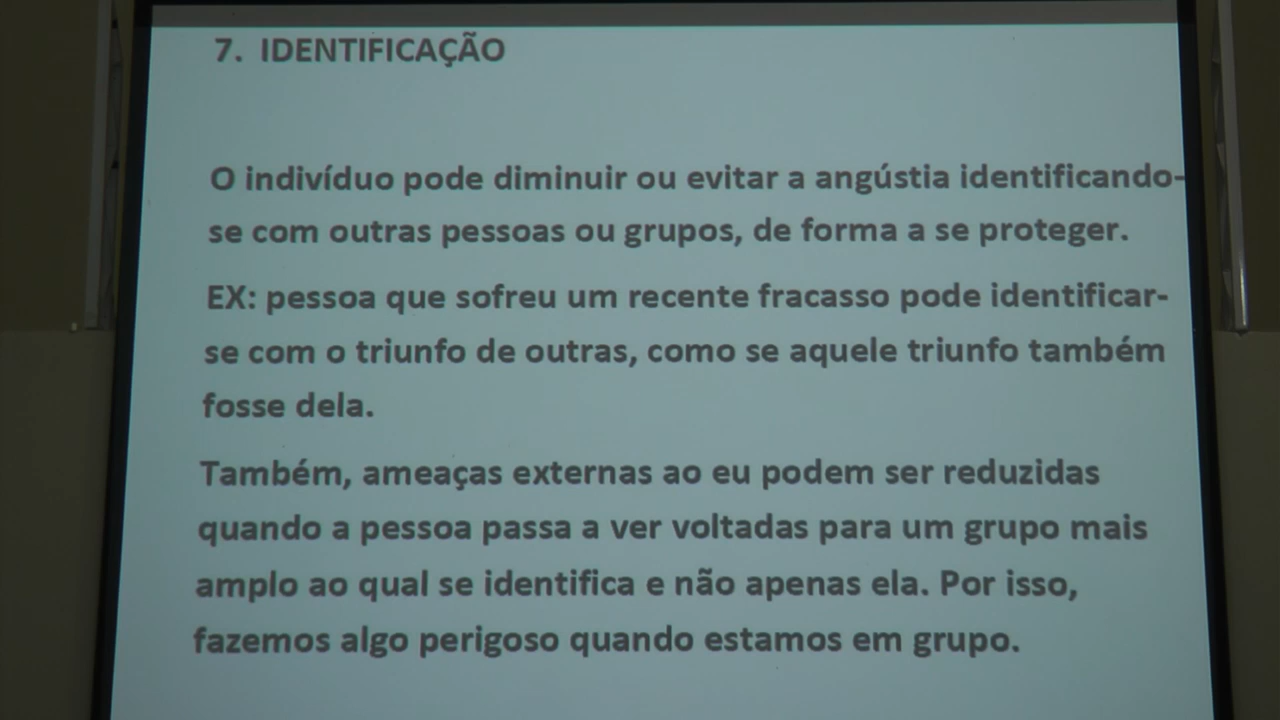 7. IDENTIFICAÇÃO
O indivíduo pode diminuir ou evitar a angústia identificando-
se com outras pessoas ou grupos, de forma a se proteger.
EX: pessoa que sofreu um recente fracasso pode identificar-
se com o triunfo de outras, como se aquele triunfo também
fosse dela.
Também, ameaças externas ao eu podem ser reduzidas
quando a pessoa passa a ver voltadas para um grupo mais
amplo ao qual se identifica e não apenas ela. Por isso,
fazemos algo perigoso quando estamos em grupo.